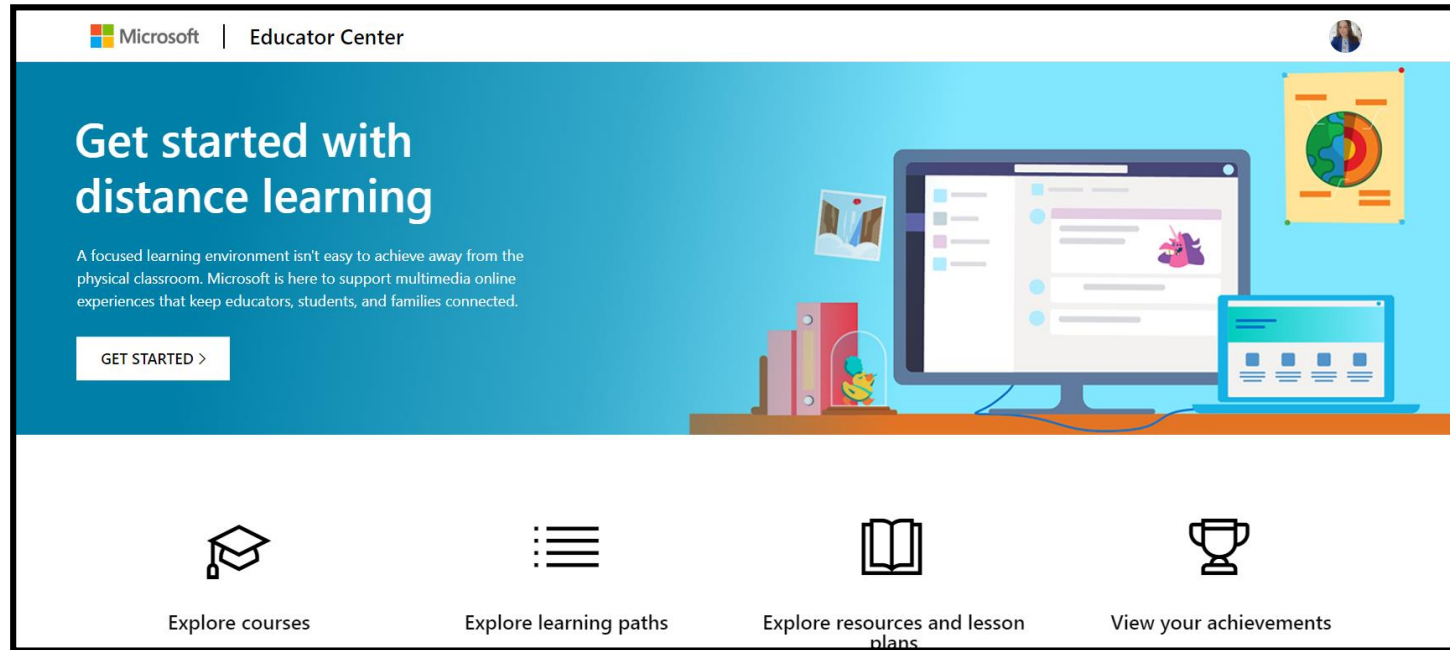 Microsoft | Educator Center
Get started with
distance learning
A focused learning environment isn't easy to achieve away from the
physical classroom. Microsoft is here to support multimedia online
experiences that keep educators, students, and families connected.
GET STARTED >
Explore courses
Explore learning paths
Explore resources and lesson
plans
View your achievements